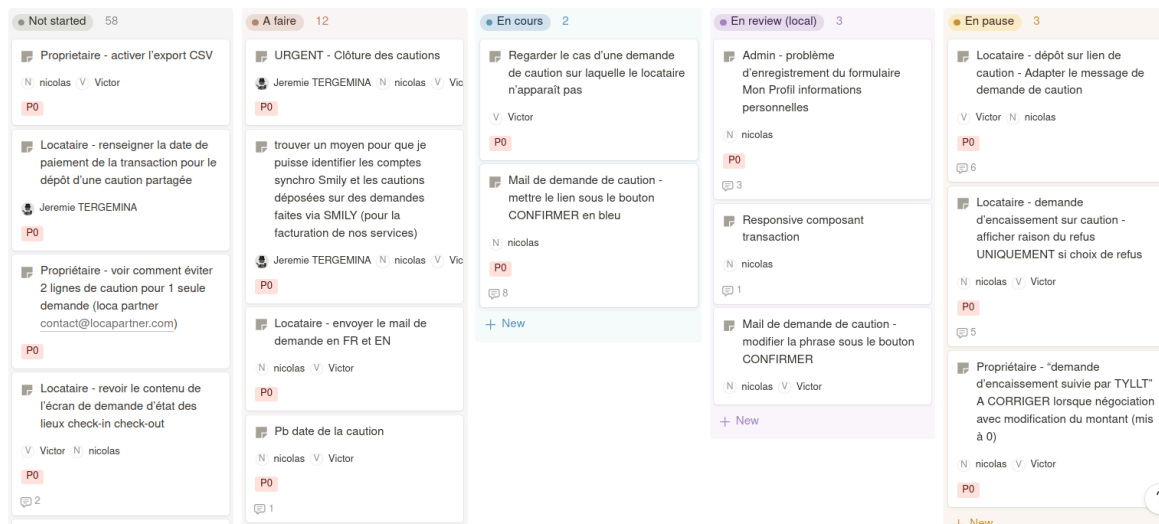 Not started 58
Proprietaire - activer l'export CSV
N nicolas V Victor
P0
Locataire - renseigner la date de
paiement de la transaction pour le
dépôt d'une caution partagée
Jeremie TERGEMINA
P0
Propriétaire - voir comment éviter
2 lignes de caution pour 1 seule
demande (loca partner
contact@locapartner.com)
P0
Locataire - revoir le contenu de
l'écran de demande d'état des
lieux check-in check-out
V Victor N nicolas
P0
2
A faire 12
URGENT - Clôture des cautions
Jeremie TERGEMINA N nicolas V Vic
P0
trouver un moyen pour que je
puisse identifier les comptes
synchro Smily et les cautions
déposées sur des demandes
faites via SMILY (pour la
facturation de nos services)
Jeremie TERGEMINA N nicolas V Vic
P0
Locataire - envoyer le mail de
demande en FR et EN
N nicolas V Victor
P0
Pb date de la caution
N nicolas V Victor
P0
1
En cours 2
Regarder le cas d'une demande
de caution sur laquelle le locataire
n'apparaît pas
V Victor
P0
Mail de demande de caution -
mettre le lien sous le bouton
CONFIRMER en bleu
N nicolas
P0
8
+ New
En review (local) 3
Admin - problème
d'enregistrement du formulaire
Mon Profil informations
personnelles
N nicolas
P0
3
Responsive composant
transaction
N nicolas
1
Mail de demande de caution -
modifier la phrase sous le bouton
CONFIRMER
N nicolas V Victor
+ New
En pause 3
Locataire - dépôt sur lien de
caution - Adapter le message de
demande de caution
V Victor N nicolas
P0
6
Locataire - demande
d'encaissement sur caution -
afficher raison du refus
UNIQUEMENT si choix de refus
N nicolas V Victor
P0
5
Propriétaire - "demande
d'encaissement suivie par TYLLT"
A CORRIGER lorsque négociation
avec modification du montant (mis
à 0)
N nicolas V Victor
P0
+ New